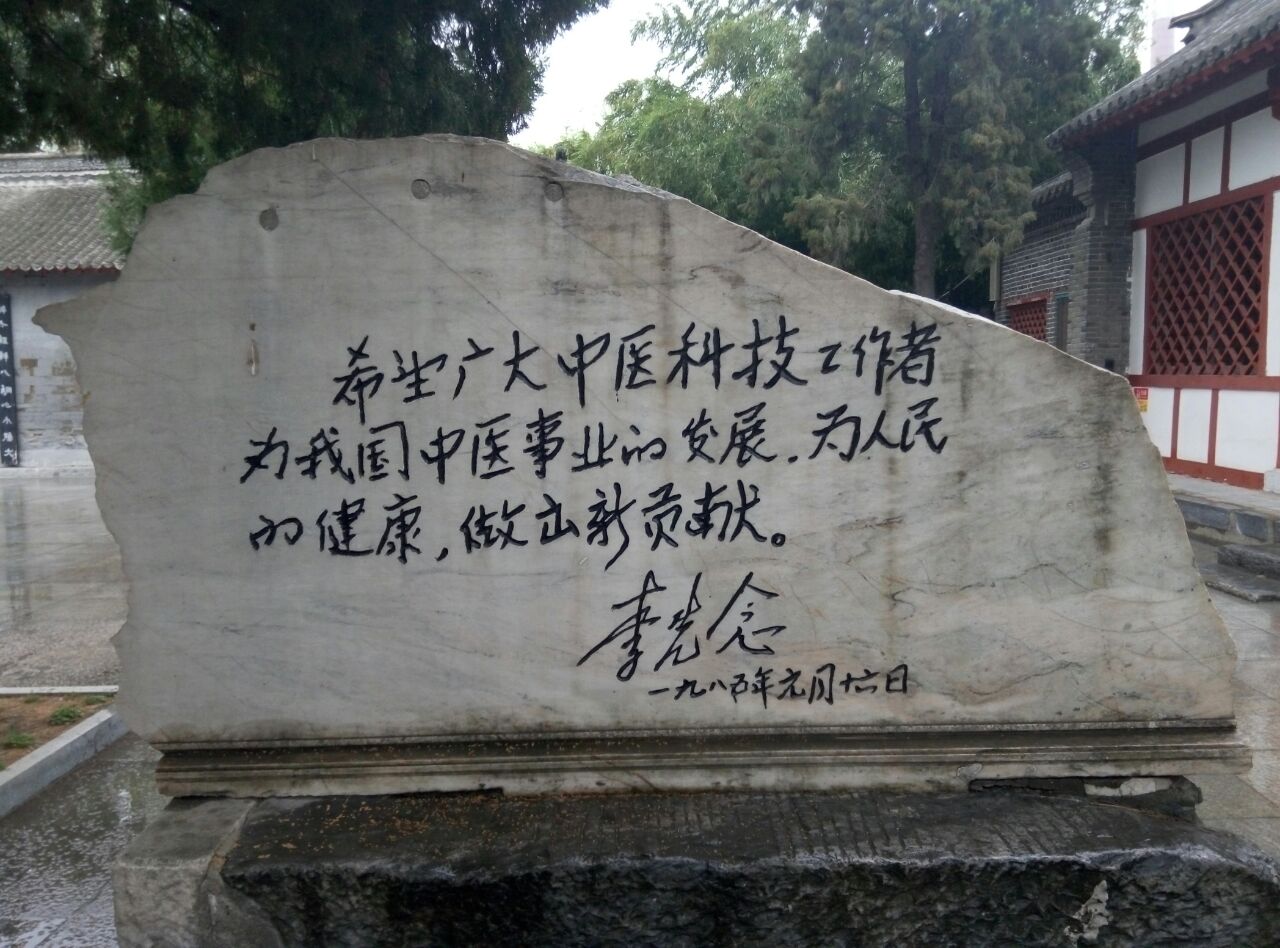 希望广大中医科技工作者
为我国中医事业的发展，为人民
的健康，做出新贡献。
李先念
一九八五年元月十六日